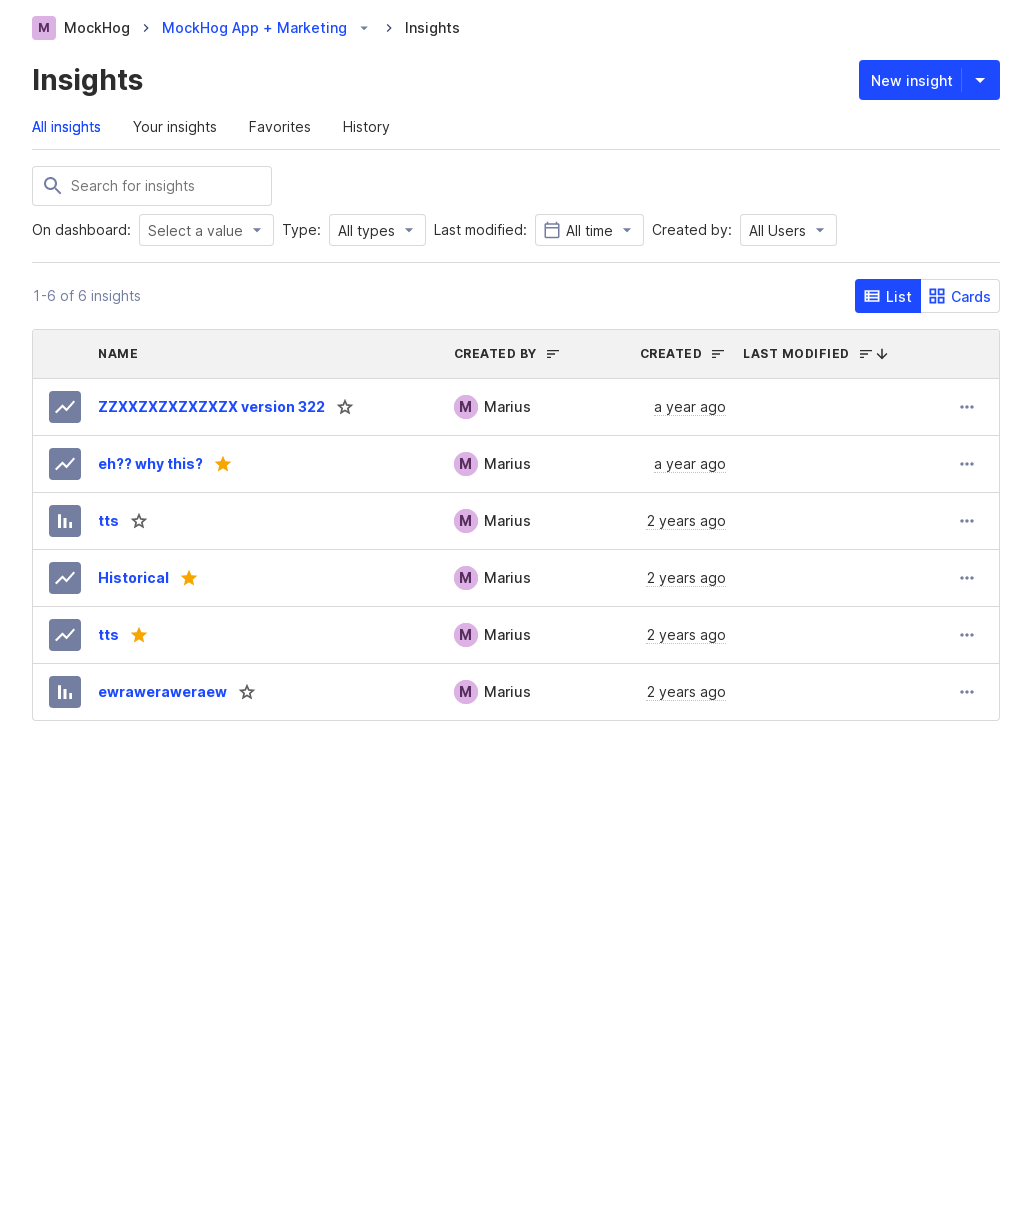 M MockHog MockHog App + Marketing Insights
Insights
New insight
All insights Your insights Favorites History
Search for insights
On dashboard: Select a value Type: All types Last modified: All time Created by: All Users
1-6 of 6 insights List Cards
NAME CREATED BY CREATED LAST MODIFIED
ZZXXZXZXZXZXZX version 322 M Marius a year ago
eh?? why this? M Marius a year ago
tts M Marius 2 years ago
Historical M Marius 2 years ago
tts M Marius 2 years ago
ewraweraweraew M Marius 2 years ago